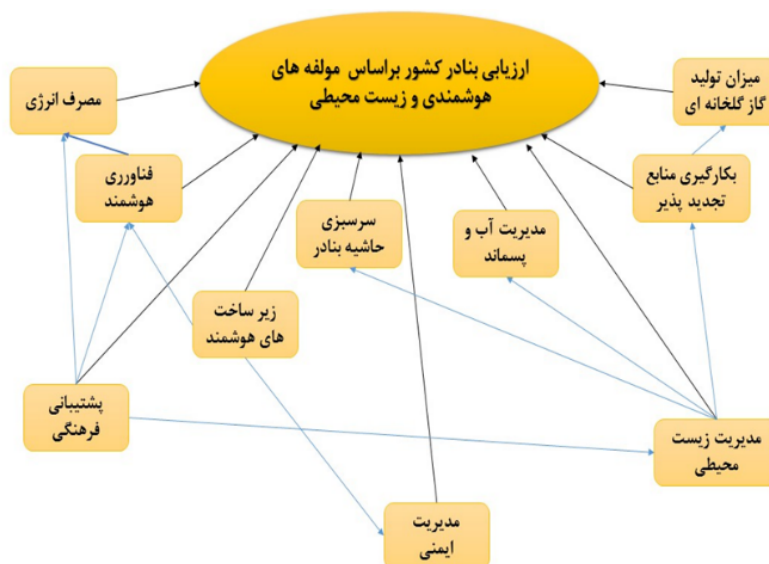 ارزیابی بنادر کشور براساس مولفه های
هوشمندی و زیست محیطی
میزان تولید
گاز گلخانه ای
مصرف انرژی
بکارگیری منابع
تجدید پذیر
فناورری
هوشمند
سرسبزی
حاشیه بنادر
مدیریت آب و
پسماند
زیر ساخت
های هوشمند
پشتیبانی
فرهنگی
مدیریت زیست
محیطی
مدیریت
ایمنی